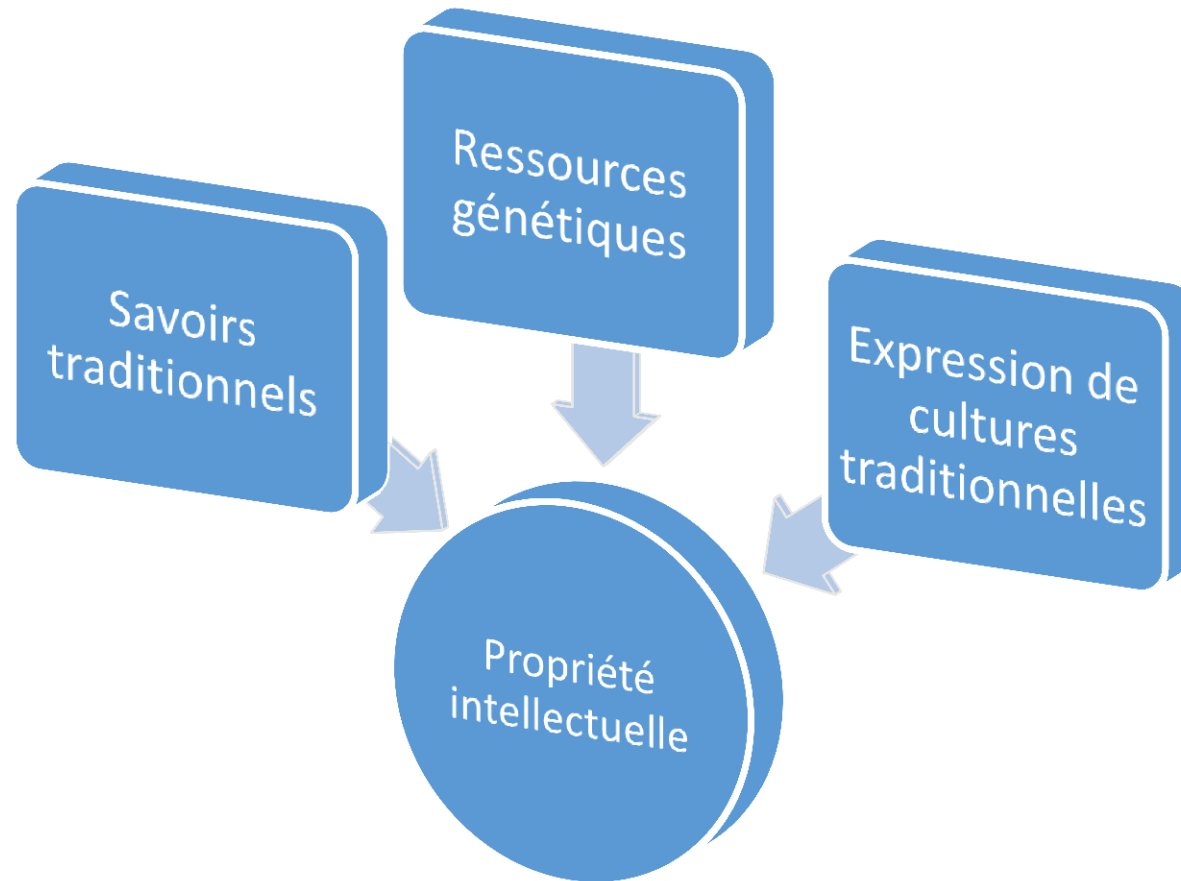 Ressources
génétiques
Savoirs
traditionnels
Expression de
cultures
traditionnelles
Propriété
intellectuelle